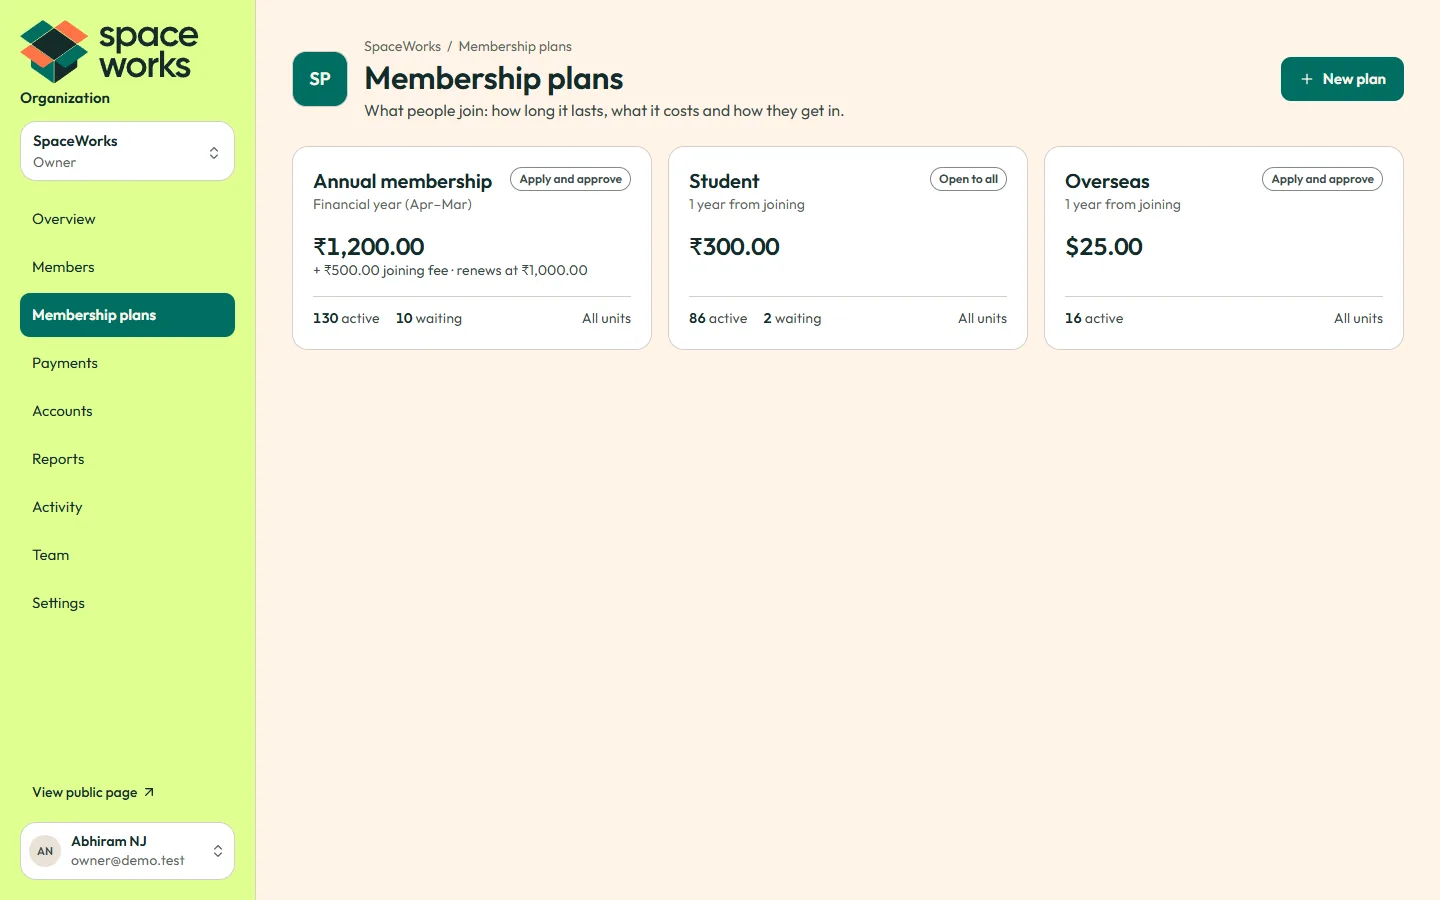 space
works
Organization
SpaceWorks
Owner
Overview
Members
Membership plans
Payments
Accounts
Reports
Activity
Team
Settings
View public page
AN
Abhiram NJ
owner@demo.test
SP
SpaceWorks / Membership plans
Membership plans
What people join: how long it lasts, what it costs and how they get in.
+ New plan
Annual membership
Apply and approve
Financial year (Apr–Mar)
₹1,200.00
+ ₹500.00 joining fee · renews at ₹1,000.00
130 active 10 waiting All units
Student
Open to all
1 year from joining
₹300.00
86 active 2 waiting All units
Overseas
Apply and approve
1 year from joining
$25.00
16 active All units